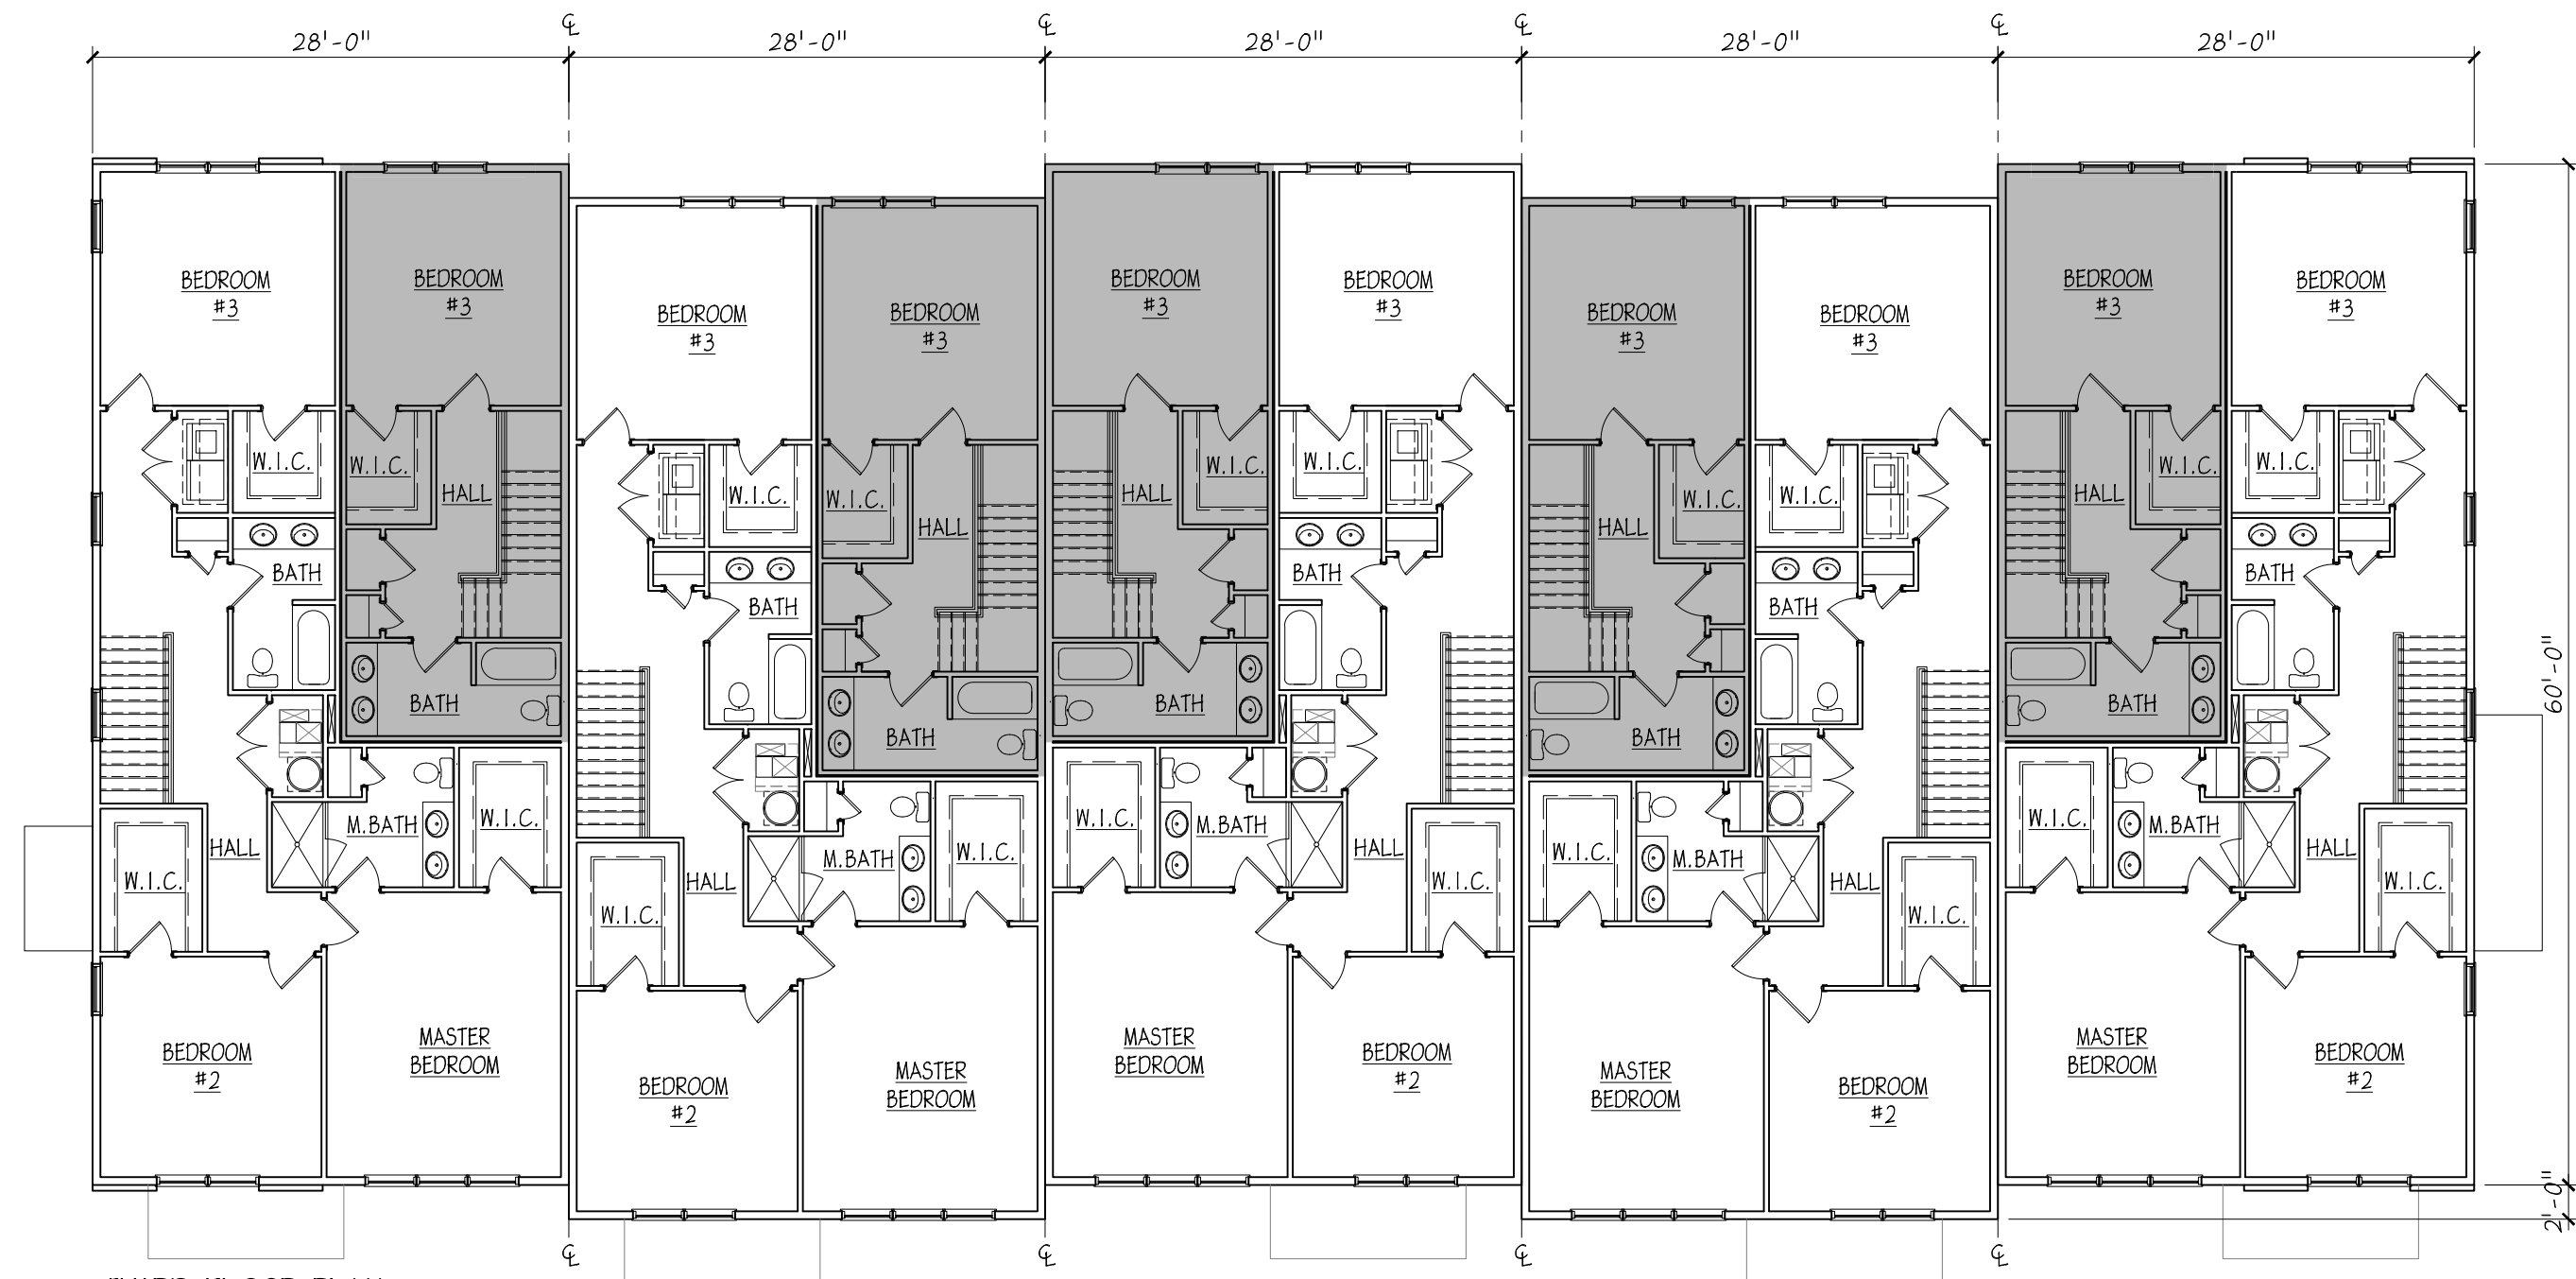 ℄ ℄ ℄ ℄
28'-0" 28'-0" 28'-0" 28'-0" 28'-0"
BEDROOM
#3
BEDROOM
#3
W.I.C.
W.I.C.
HALL
BATH
BATH
M.BATH
W.I.C.
HALL
W.I.C.
BEDROOM
#2
MASTER
BEDROOM
BEDROOM
#3
BEDROOM
#3
W.I.C.
W.I.C.
HALL
BATH
BATH
M.BATH
W.I.C.
HALL
W.I.C.
BEDROOM
#2
MASTER
BEDROOM
BEDROOM
#3
BEDROOM
#3
HALL
W.I.C.
W.I.C.
BATH
BATH
W.I.C.
M.BATH
HALL
W.I.C.
MASTER
BEDROOM
BEDROOM
#2
BEDROOM
#3
BEDROOM
#3
HALL
W.I.C.
W.I.C.
BATH
BATH
W.I.C.
M.BATH
HALL
W.I.C.
MASTER
BEDROOM
BEDROOM
#2
BEDROOM
#3
BEDROOM
#3
HALL
W.I.C.
W.I.C.
BATH
BATH
W.I.C.
M.BATH
HALL
W.I.C.
MASTER
BEDROOM
BEDROOM
#2
60'-0"
2'-0"
℄ ℄ ℄ ℄